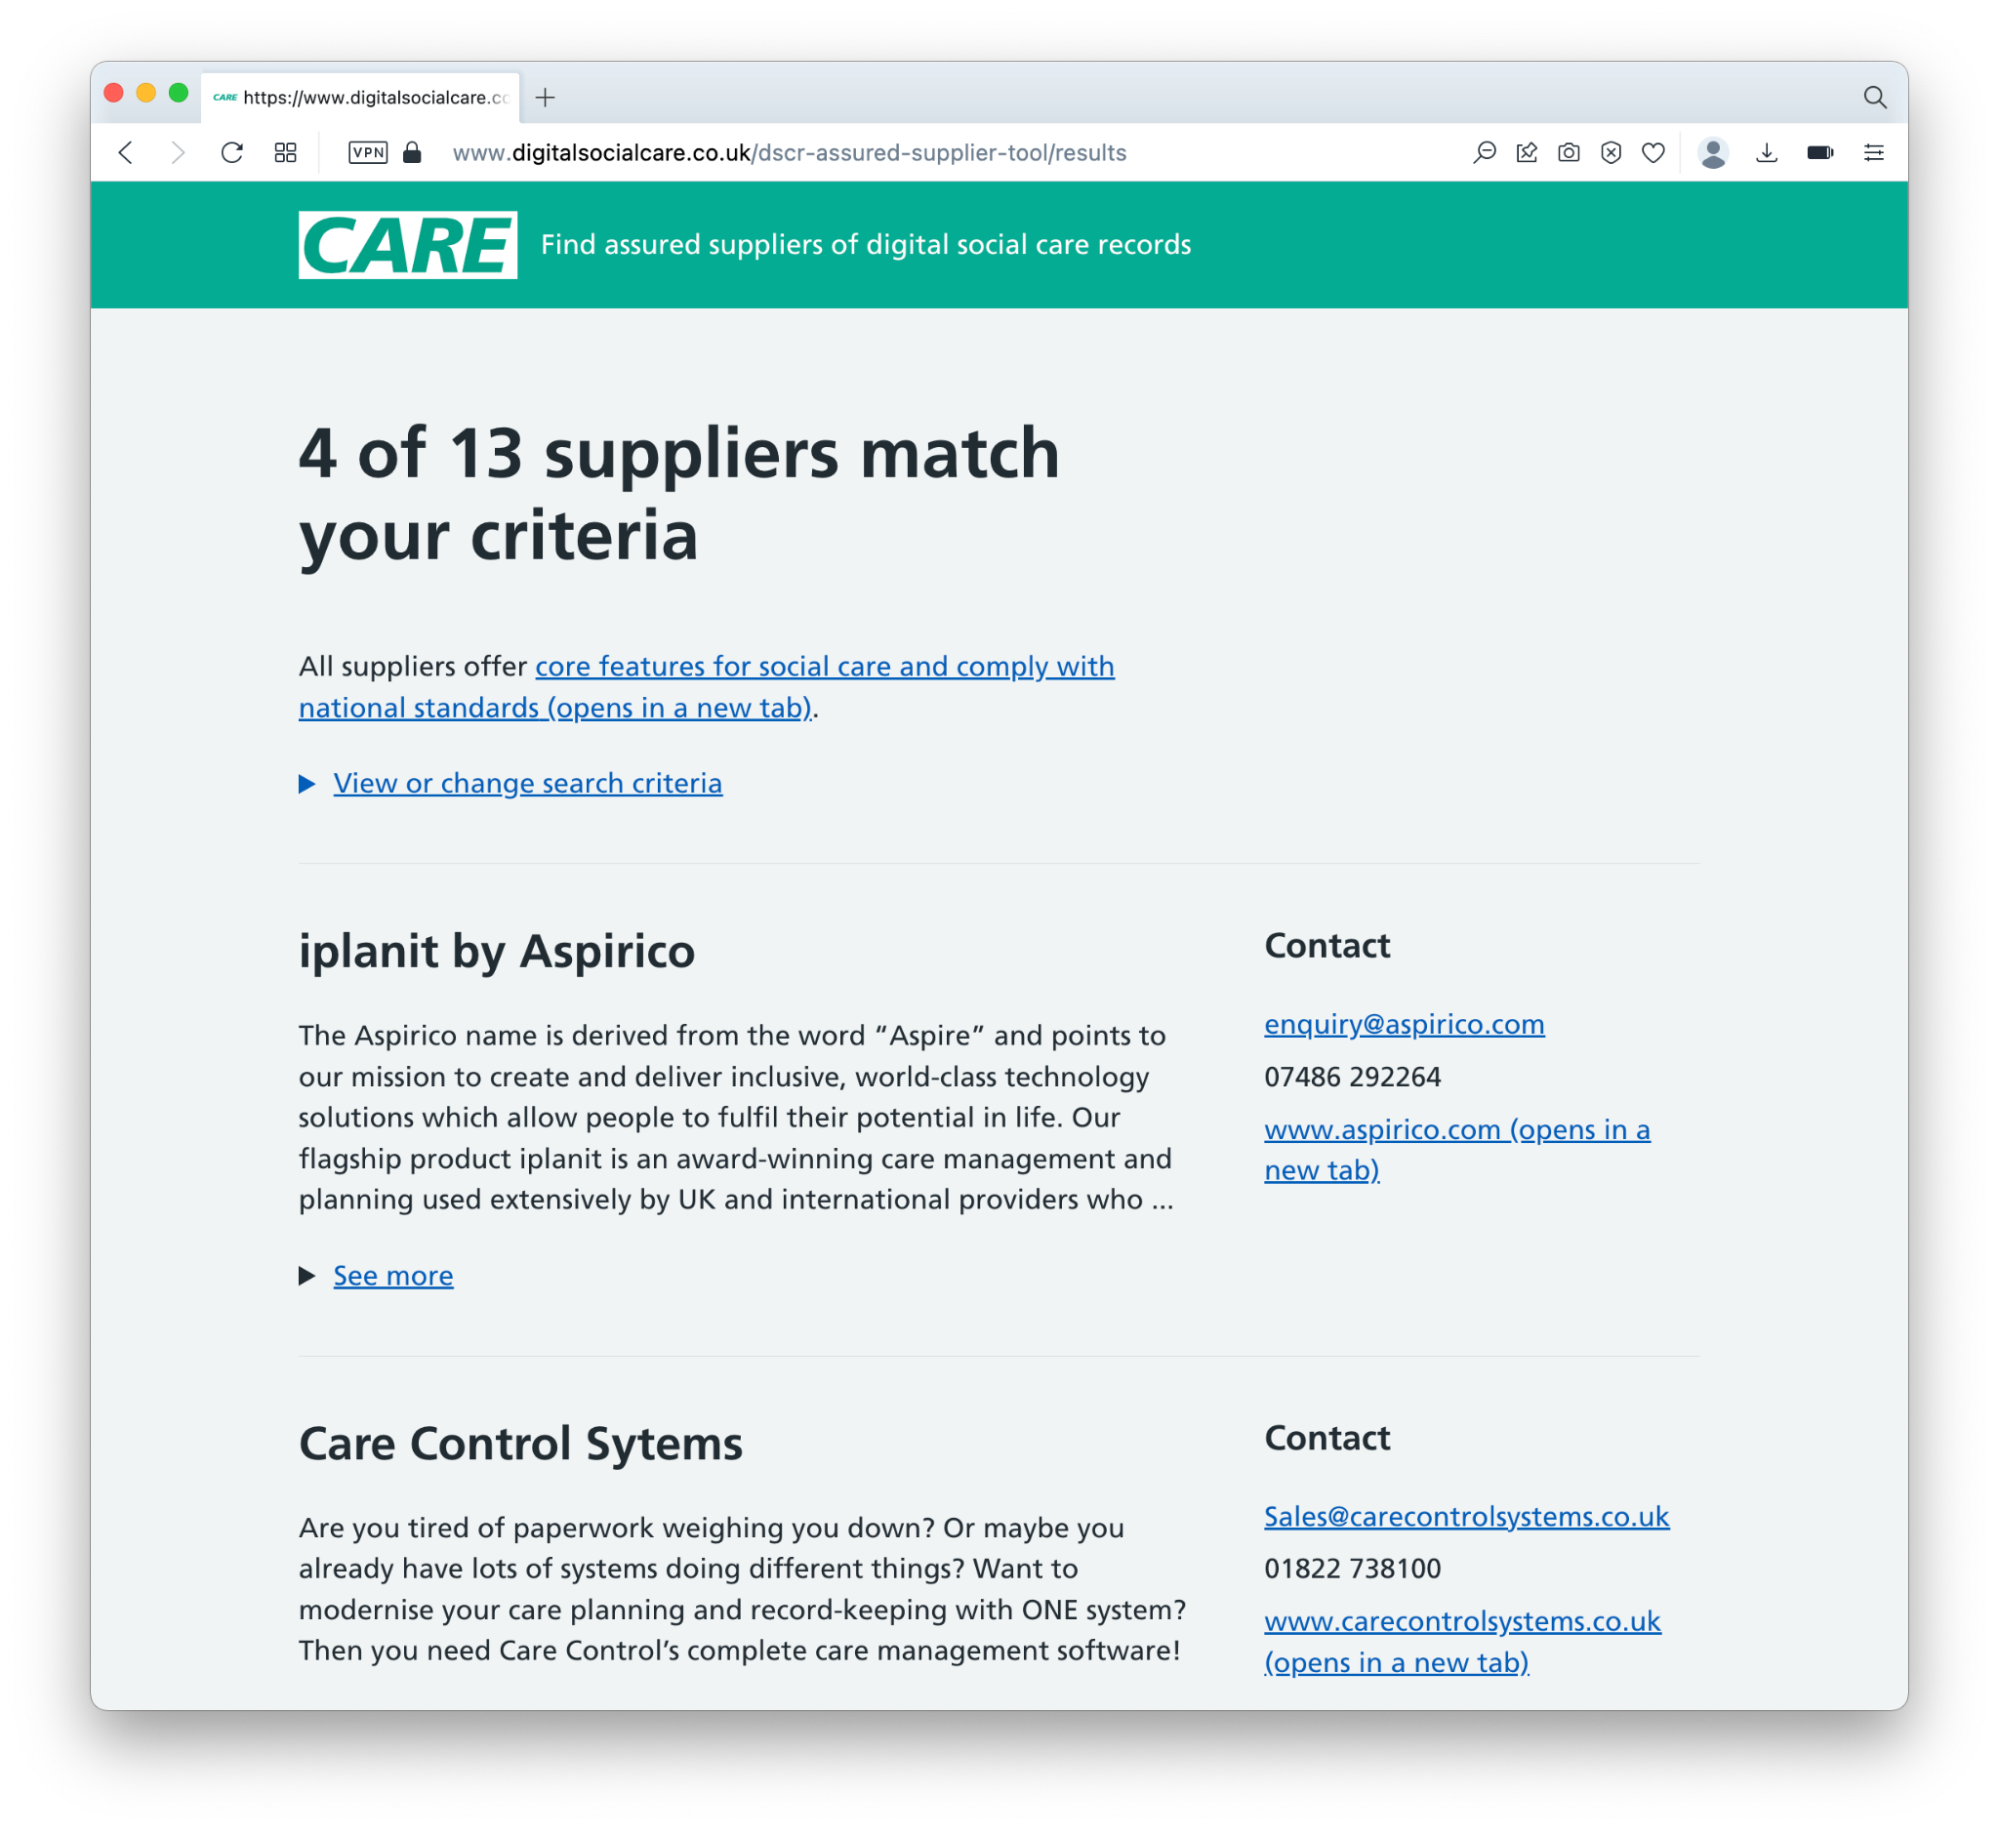 CARE https://www.digitalsocialcare.co
VPN www.digitalsocialcare.co.uk/dscr-assured-supplier-tool/results
CARE Find assured suppliers of digital social care records
4 of 13 suppliers match
your criteria
All suppliers offer core features for social care and comply with
national standards (opens in a new tab).
View or change search criteria
iplanit by Aspirico
The Aspirico name is derived from the word “Aspire” and points to
our mission to create and deliver inclusive, world-class technology
solutions which allow people to fulfil their potential in life. Our
flagship product iplanit is an award-winning care management and
planning used extensively by UK and international providers who ...
See more
Contact
enquiry@aspirico.com
07486 292264
www.aspirico.com (opens in a
new tab)
Care Control Sytems
Are you tired of paperwork weighing you down? Or maybe you
already have lots of systems doing different things? Want to
modernise your care planning and record-keeping with ONE system?
Then you need Care Control’s complete care management software!
Contact
Sales@carecontrolsystems.co.uk
01822 738100
www.carecontrolsystems.co.uk
(opens in a new tab)